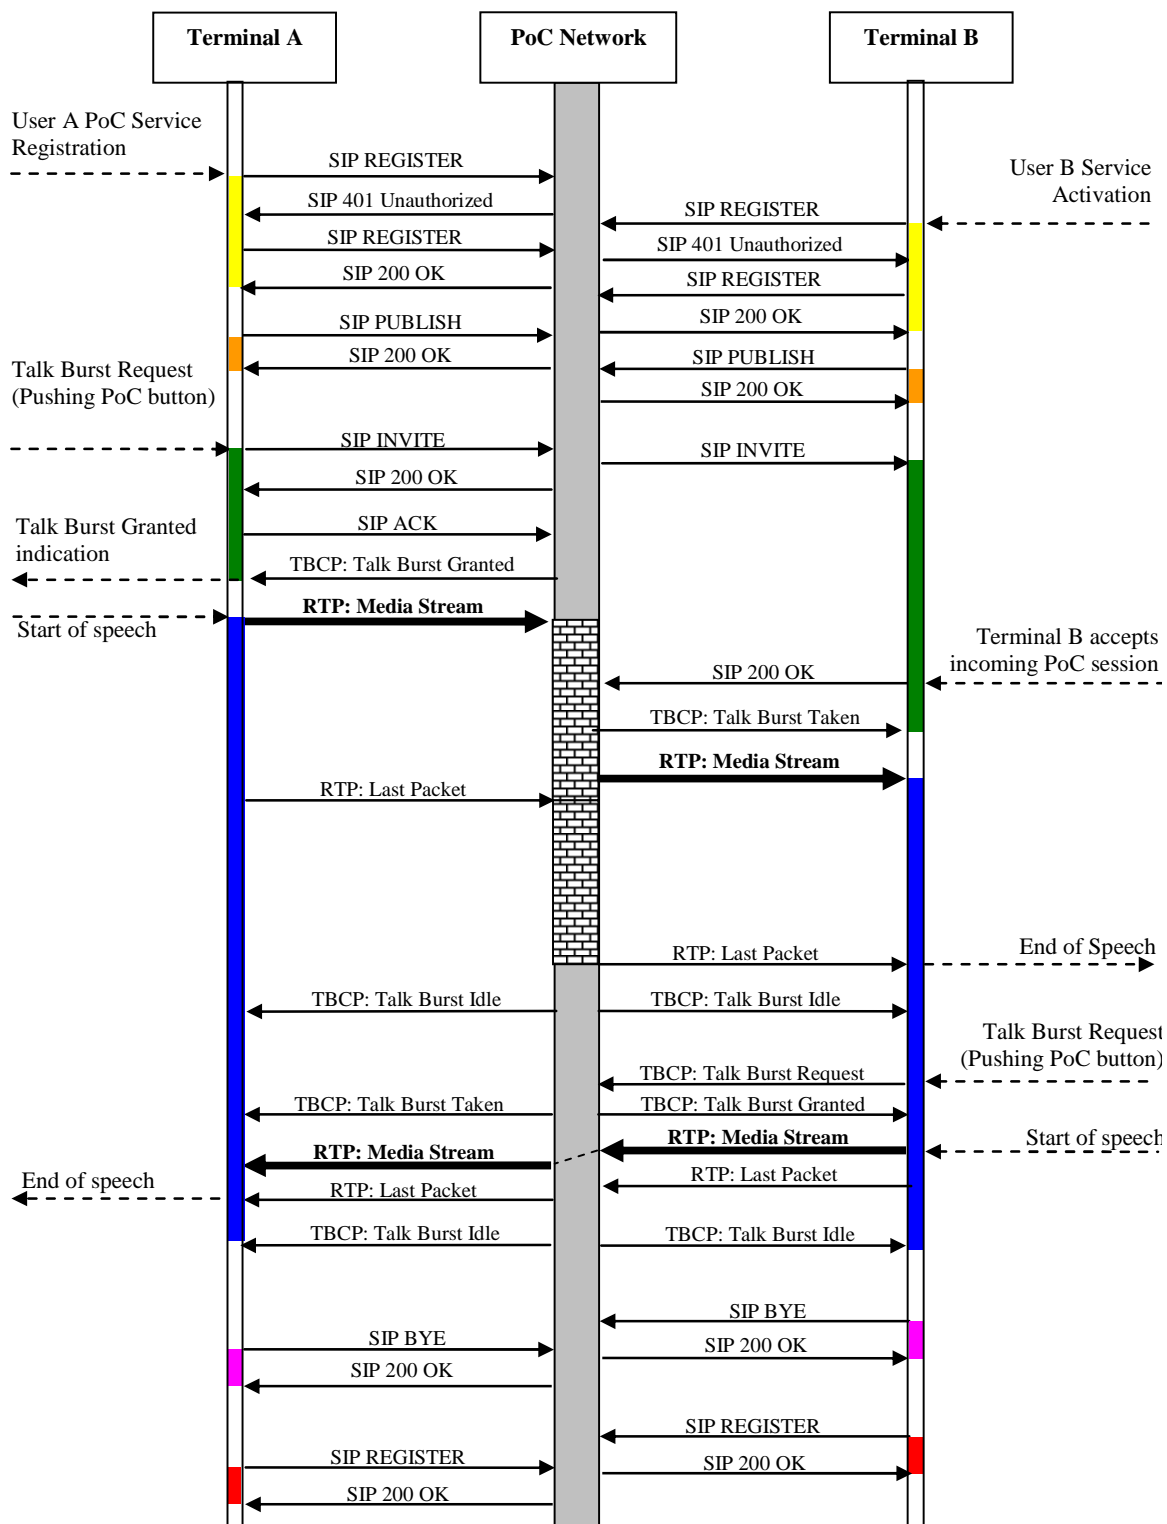 Terminal A
PoC Network
Terminal B
User A PoC Service
Registration
SIP REGISTER
User B Service
Activation
SIP 401 Unauthorized
SIP REGISTER
SIP REGISTER
SIP 401 Unauthorized
SIP 200 OK
SIP REGISTER
SIP PUBLISH
SIP 200 OK
SIP 200 OK
SIP PUBLISH
Talk Burst Request
(Pushing PoC button)
SIP 200 OK
SIP INVITE
SIP INVITE
SIP 200 OK
Talk Burst Granted
indication
SIP ACK
TBCP: Talk Burst Granted
RTP: Media Stream
Start of speech
Terminal B accepts
incoming PoC session
SIP 200 OK
TBCP: Talk Burst Taken
RTP: Media Stream
RTP: Last Packet
RTP: Last Packet
End of Speech
TBCP: Talk Burst Idle
TBCP: Talk Burst Idle
Talk Burst Request
(Pushing PoC button)
TBCP: Talk Burst Request
TBCP: Talk Burst Taken
TBCP: Talk Burst Granted
RTP: Media Stream
Start of speech
RTP: Media Stream
End of speech
RTP: Last Packet
RTP: Last Packet
TBCP: Talk Burst Idle
TBCP: Talk Burst Idle
SIP BYE
SIP BYE
SIP 200 OK
SIP 200 OK
SIP REGISTER
SIP REGISTER
SIP 200 OK
SIP 200 OK